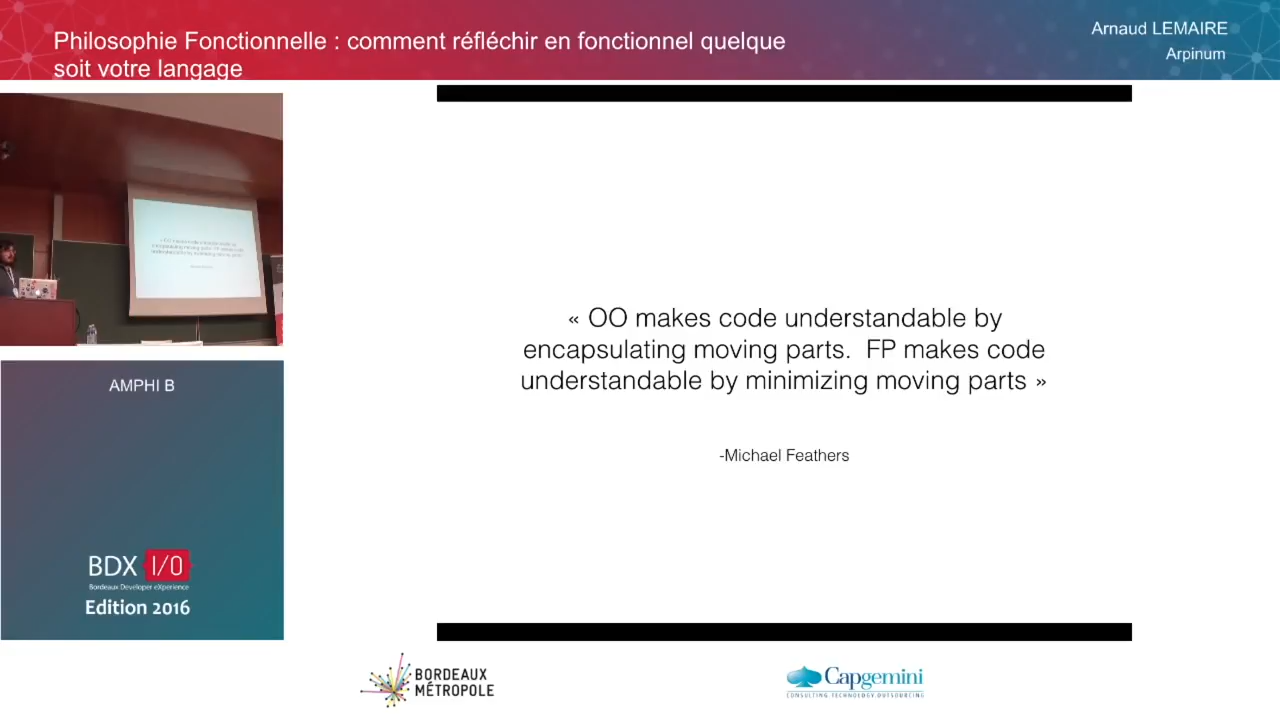 Philosophie Fonctionnelle : comment réfléchir en fonctionnel quelque
soit votre langage
Arnaud LEMAIRE
Arpinum
« OO makes code understandable by
encapsulating moving parts.  FP makes code
understandable by minimizing moving parts »
-Michael Feathers
AMPHI B
BDX I/O
Bordeaux Developer eXperience
Edition 2016
BORDEAUX
MÉTROPOLE
Capgemini
CONSULTING.TECHNOLOGY.OUTSOURCING